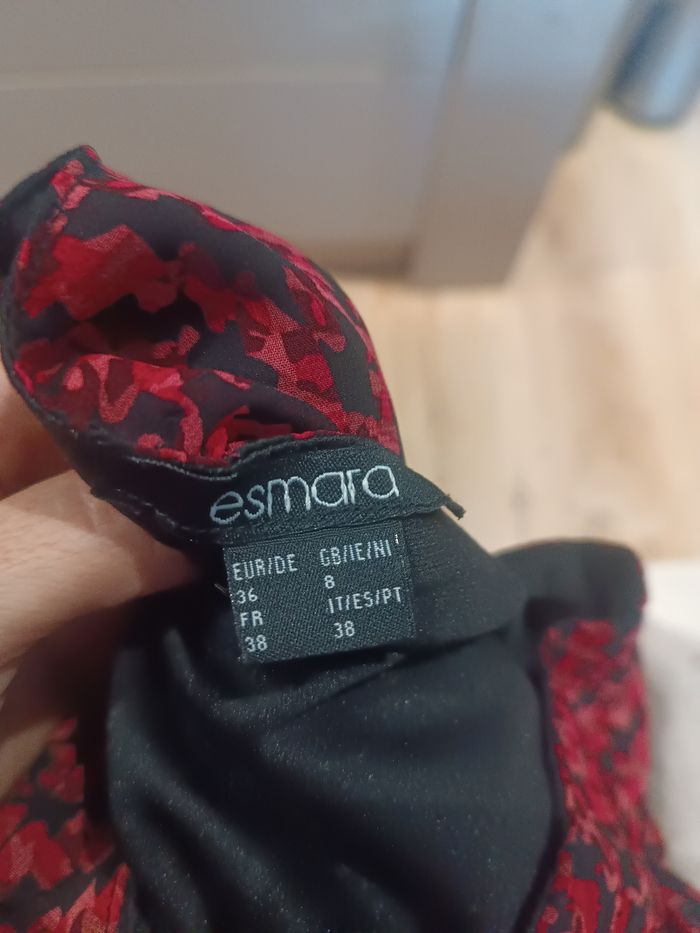 esmara
EUR/DE GB/IE/NI
36 8
FR IT/ES/PT
38 38